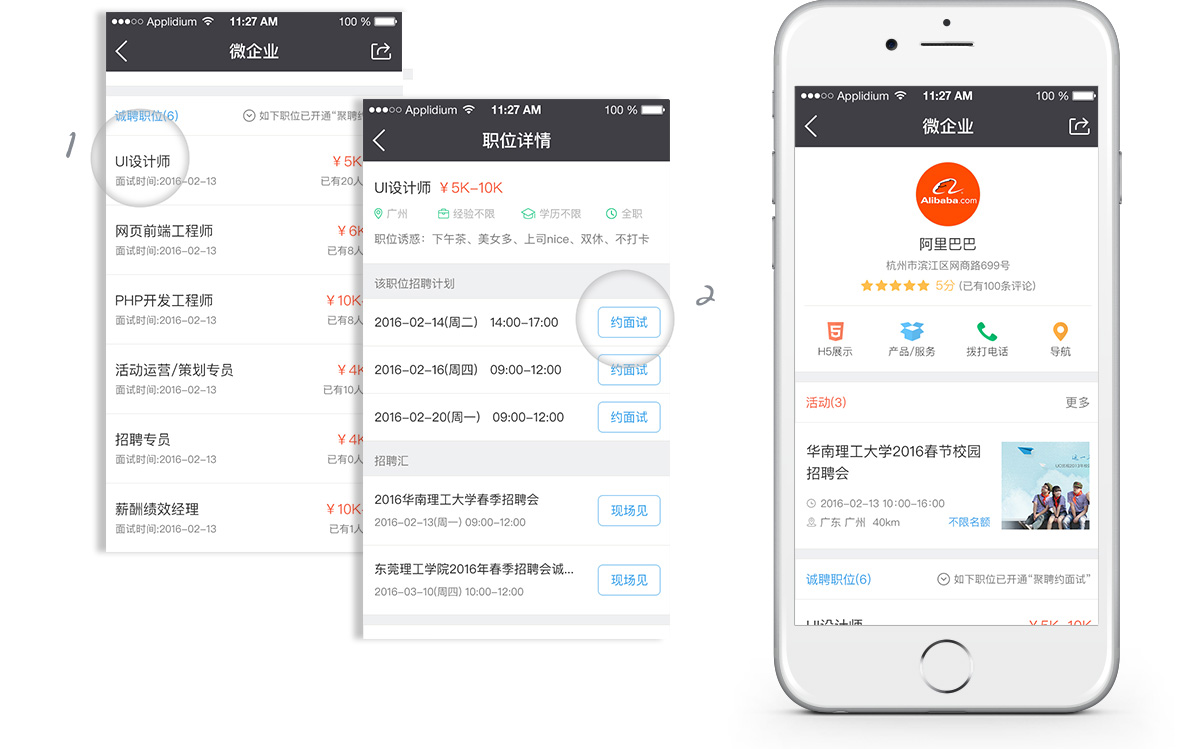 1
●●●○○ Applidium 11:27 AM 100 %
微企业
诚聘职位(6) 如下职位已开通“聚聘约
UI设计师 ¥5K
面试时间:2016-02-13 已有20人
网页前端工程师 ¥6K
面试时间:2016-02-13 已有8人
PHP开发工程师 ¥10K-
面试时间:2016-02-13 已有8人
活动运营/策划专员 ¥4K
面试时间:2016-02-13 已有10人
招聘专员 ¥4K
面试时间:2016-02-13 已有0人
薪酬绩效经理 ¥10K-
面试时间:2016-02-13 已有1人
2
●●●○○ Applidium 11:27 AM 100 %
职位详情
UI设计师 ¥5K-10K
广州 经验不限 学历不限 全职
职位诱惑：下午茶、美女多、上司nice、双休、不打卡
该职位招聘计划
2016-02-14(周二) 14:00-17:00 约面试
2016-02-16(周四) 09:00-12:00 约面试
2016-02-20(周一) 09:00-12:00 约面试
招聘汇
2016华南理工大学春季招聘会
2016-02-13(周一) 09:00-12:00 现场见
东莞理工学院2016年春季招聘会诚...
2016-03-10(周四) 10:00-12:00 现场见
●●●○○ Applidium 11:27 AM 100 %
微企业
Alibaba.com
阿里巴巴
杭州市滨江区网商路699号
5分 (已有100条评论)
H5展示 产品/服务 拨打电话 导航
活动(3) 更多
华南理工大学2016春节校园
招聘会
2016-02-13 10:00-16:00
广东 广州 40km 不限名额
诚聘职位(6) 如下职位已开通“聚聘约面试”
UI设计师 ¥5K-10K